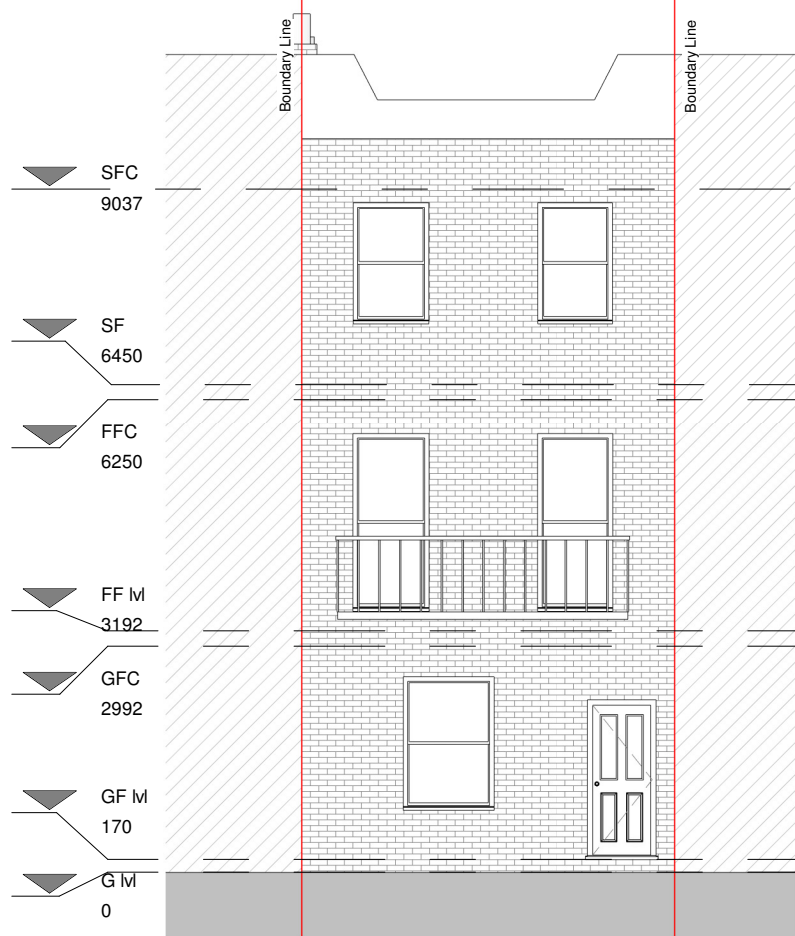 Boundary Line
Boundary Line
SFC
9037
SF
6450
FFC
6250
FF lvl
3192
GFC
2992
GF lvl
170
G lvl
0